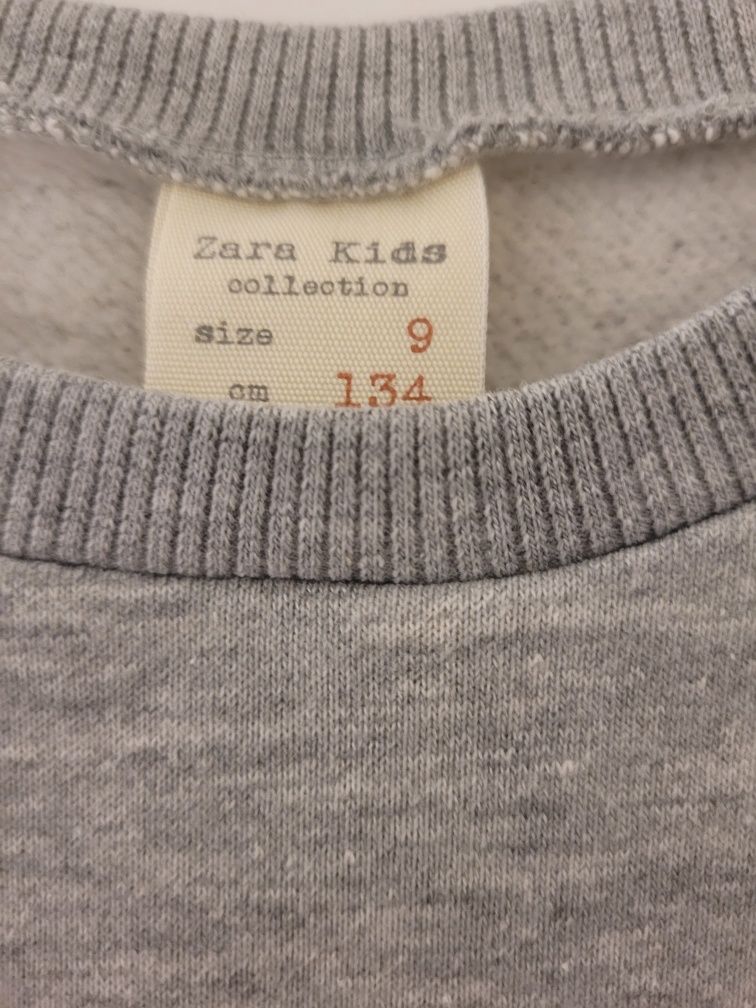 Zara Kids
collection
size 9
cm 134